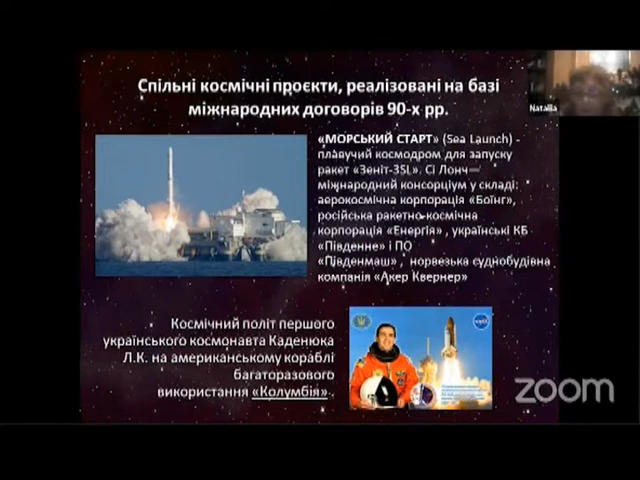 Спільні космічні проєкти, реалізовані на базі
міжнародних договорів 90-х рр.
Natalia
«МОРСЬКИЙ СТАРТ» (Sea Launch) -
плавучий космодром для запуску
ракет «Зеніт-3SL». Сі Лонч—
міжнародний консорціум у складі:
аерокосмічна корпорація «Боїнг»,
російська ракетно-космічна
корпорація «Енергія» , українські КБ
«Південне» і ПО
«Південмаш» , норвезька суднобудівна
компанія «Акер Квернер»
Космічний політ першого
українського космонавта Каденюка
Л.К. на американському кораблі
багаторазового
використання «Колумбія»
NASA
zoom